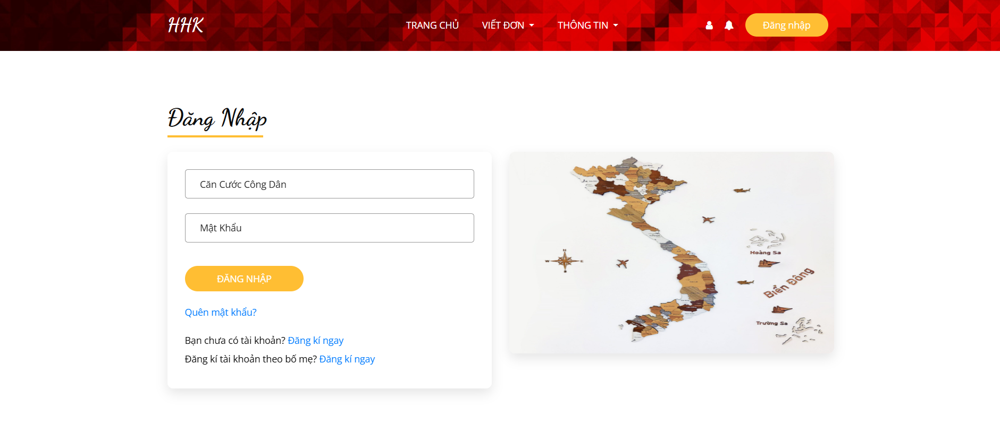 HHK
TRANG CHỦ
VIẾT ĐƠN
THÔNG TIN
Đăng nhập
Đăng Nhập
Căn Cước Công Dân
Mật Khẩu
ĐĂNG NHẬP
Quên mật khẩu?
Bạn chưa có tài khoản? Đăng kí ngay
Đăng kí tài khoản theo bố mẹ? Đăng kí ngay
N
W E
Hoàng Sa
Biển Đông
Trường Sa